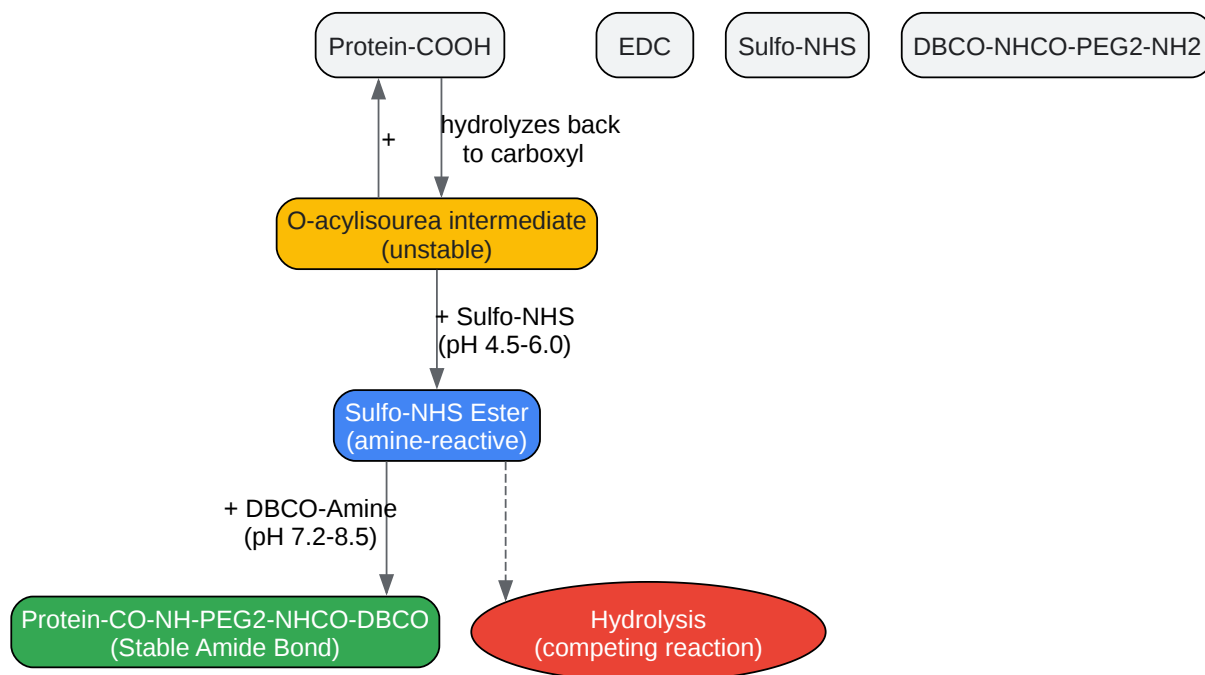 Protein-COOH
EDC
Sulfo-NHS
DBCO-NHCO-PEG2-NH2
+
hydrolyzes back
to carboxyl
O-acylisourea intermediate
(unstable)
+ Sulfo-NHS
(pH 4.5-6.0)
Sulfo-NHS Ester
(amine-reactive)
+ DBCO-Amine
(pH 7.2-8.5)
Protein-CO-NH-PEG2-NHCO-DBCO
(Stable Amide Bond)
Hydrolysis
(competing reaction)